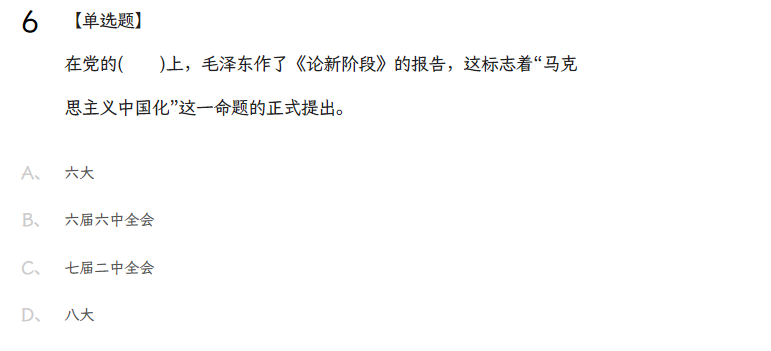 6 【单选题】
在党的(　　)上，毛泽东作了《论新阶段》的报告，这标志着“马克
思主义中国化”这一命题的正式提出。
A、 六大
B、 六届六中全会
C、 七届二中全会
D、 八大